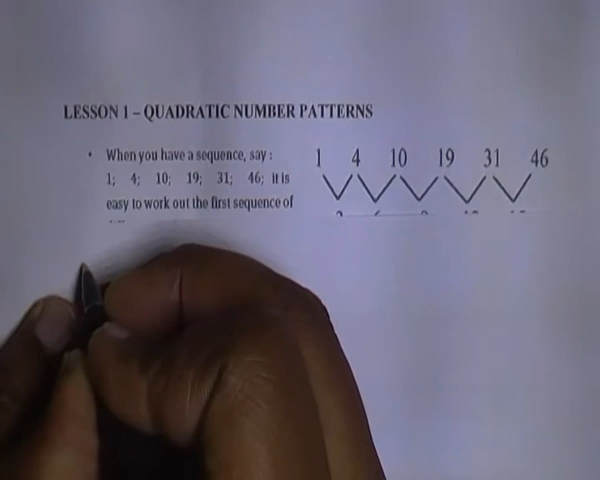 LESSON 1 – QUADRATIC NUMBER PATTERNS
• When you have a sequence, say :
1; 4; 10; 19; 31; 46; it is
easy to work out the first sequence of
1 4 10 19 31 46